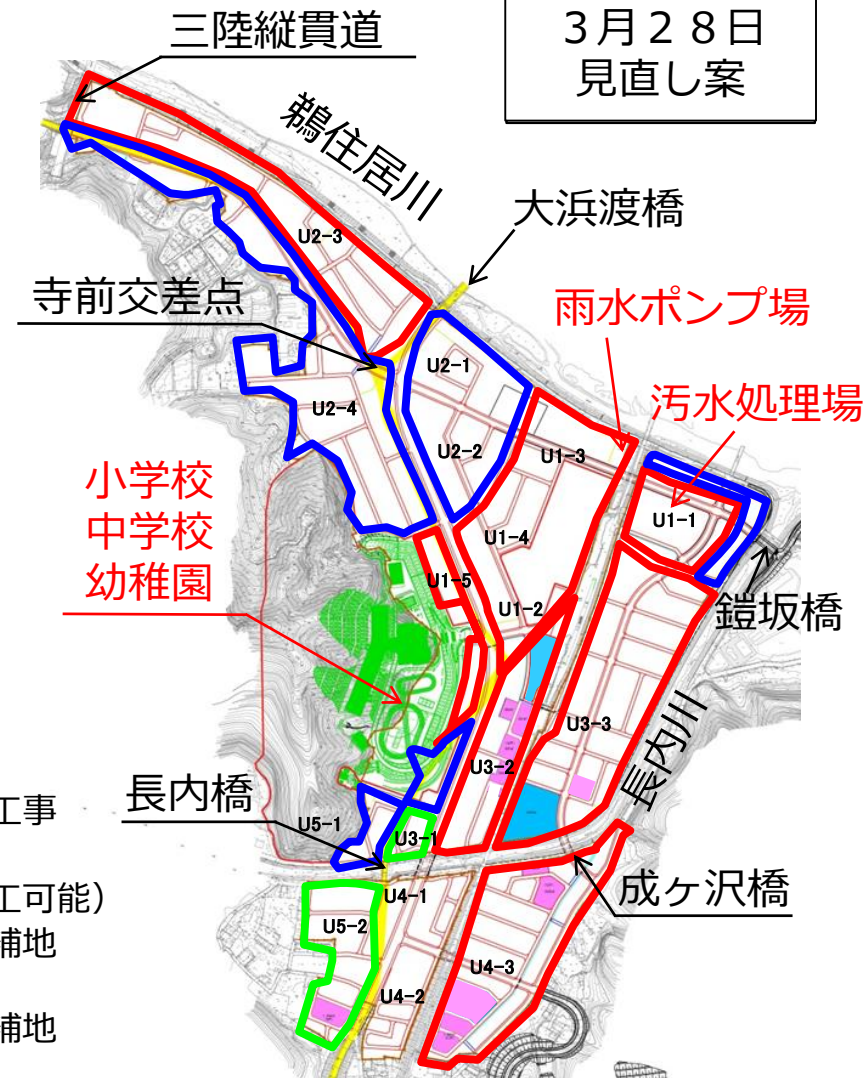 三陸縦貫道
3月28日
見直し案
鵜住居川
大浜渡橋
U2-3
寺前交差点
雨水ポンプ場
U2-1
汚水処理場
U2-4
U2-2
U1-3
小学校
中学校
幼稚園
U1-1
U1-4
U1-5
U1-2
鎧坂橋
U3-3
長内川
U3-2
長内橋
工事
U5-1
U3-1
工可能）
U4-1
成ヶ沢橋
補地
U5-2
U4-3
U4-2
補地